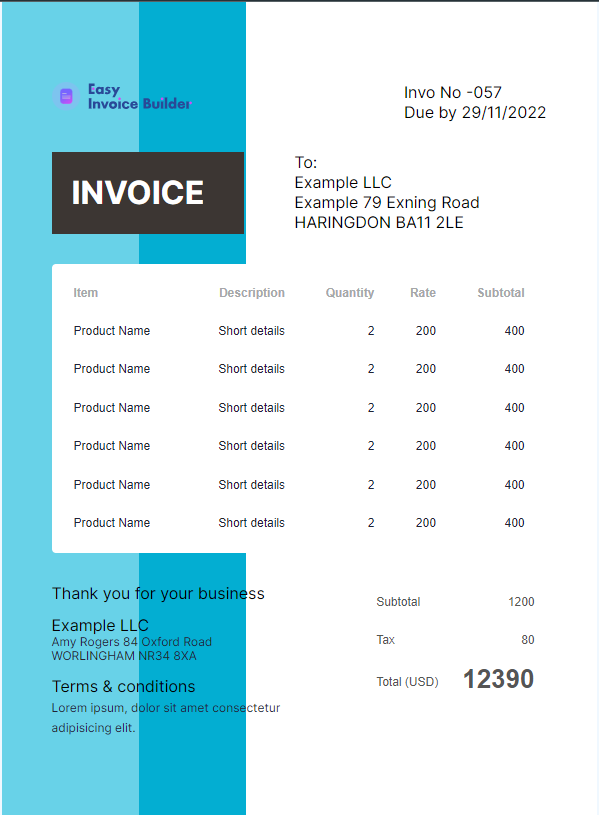 Easy
Invoice Builder
Invo No -057
Due by 29/11/2022
INVOICE
To:
Example LLC
Example 79 Exning Road
HARINGDON BA11 2LE
Item Description Quantity Rate Subtotal
Product Name Short details 2 200 400
Product Name Short details 2 200 400
Product Name Short details 2 200 400
Product Name Short details 2 200 400
Product Name Short details 2 200 400
Product Name Short details 2 200 400
Thank you for your business
Example LLC
Amy Rogers 84 Oxford Road
WORLINGHAM NR34 8XA
Terms & conditions
Lorem ipsum, dolor sit amet consectetur
adipisicing elit.
Subtotal 1200
Tax 80
Total (USD) 12390